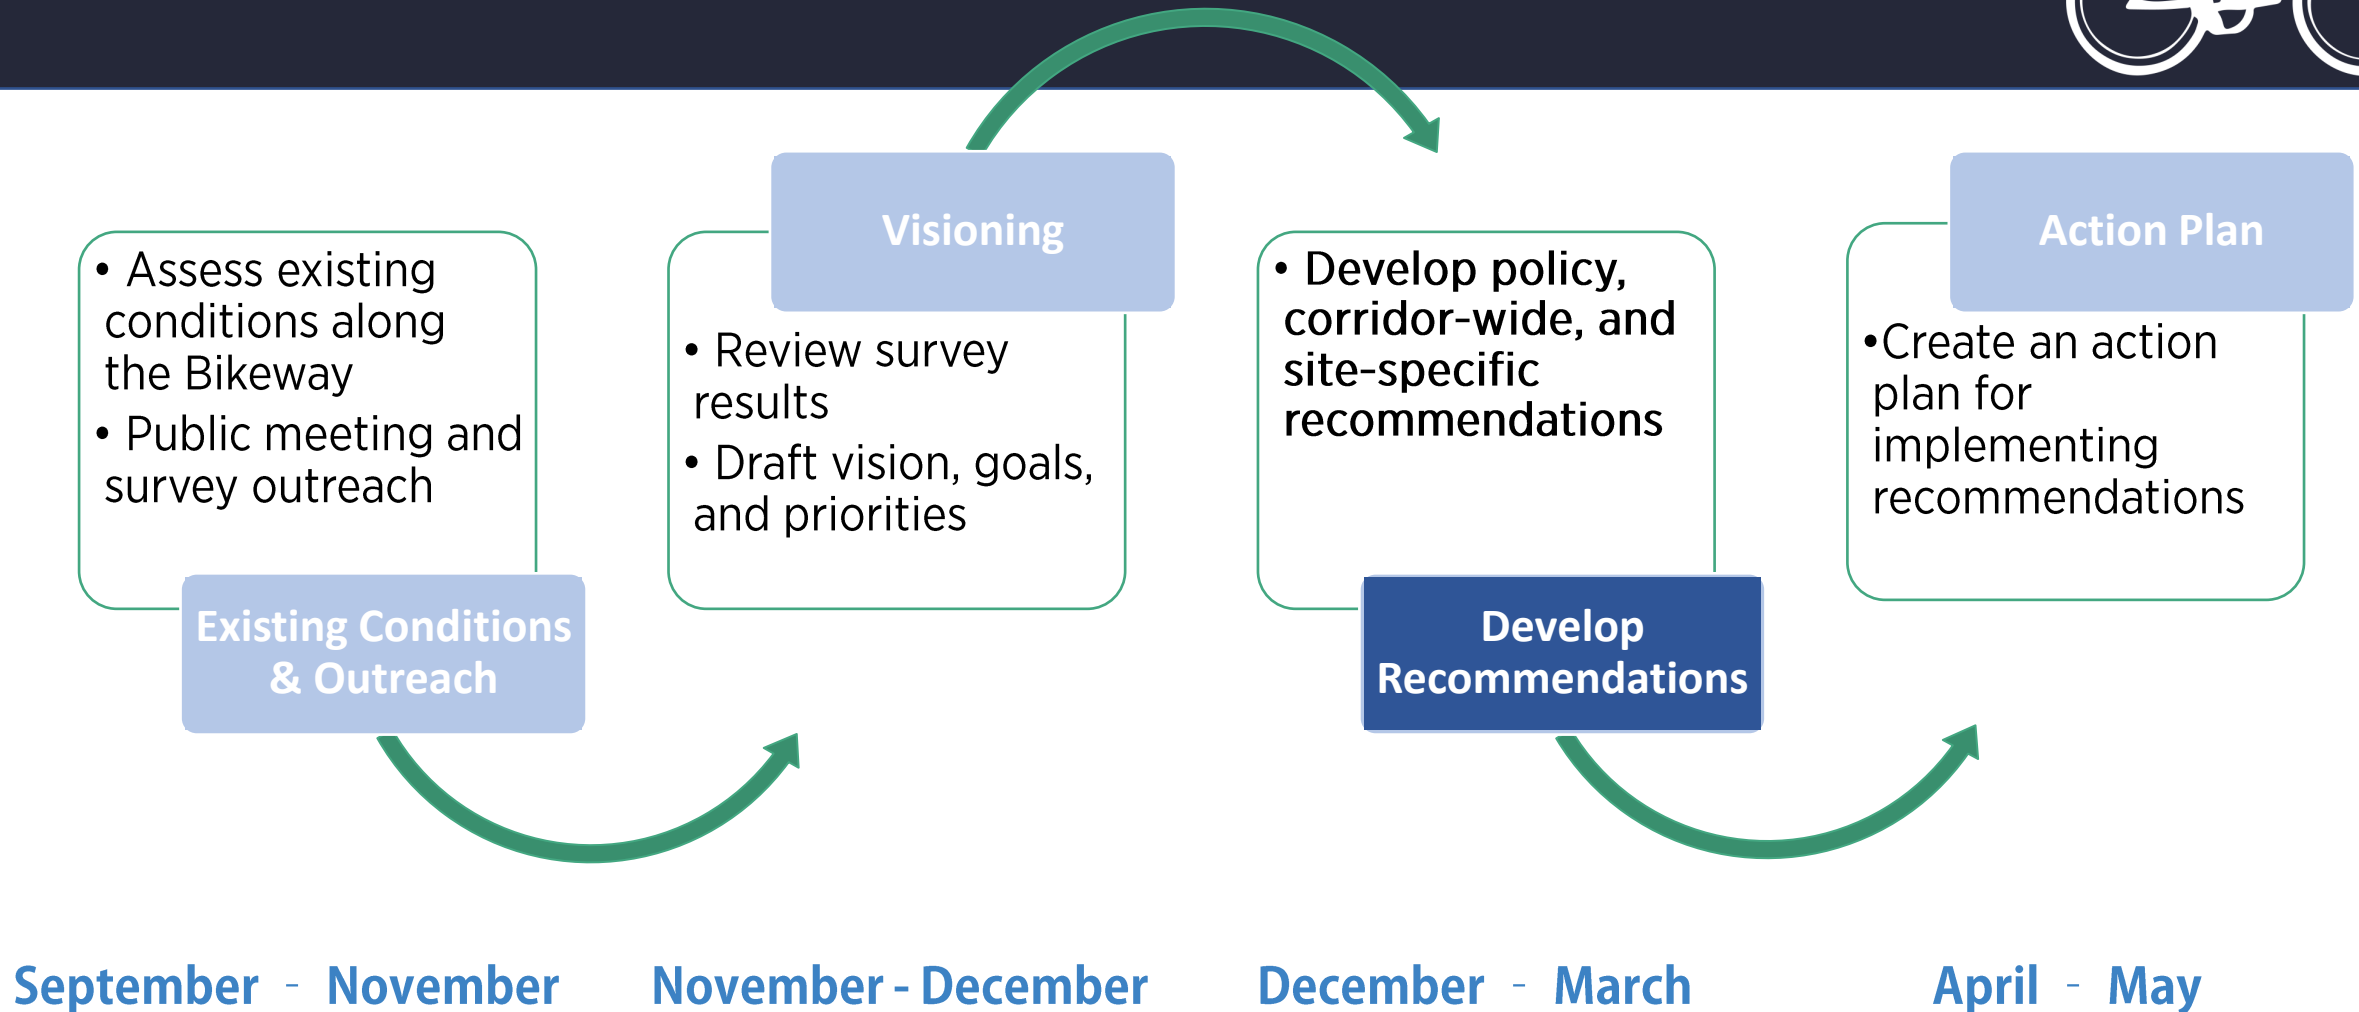 • Assess existing
conditions along
the Bikeway
• Public meeting and
survey outreach
Existing Conditions
& Outreach
Visioning
• Review survey
results
• Draft vision, goals,
and priorities
• Develop policy,
corridor-wide, and
site-specific
recommendations
Develop
Recommendations
Action Plan
•Create an action
plan for
implementing
recommendations
September - November
November - December
December - March
April - May